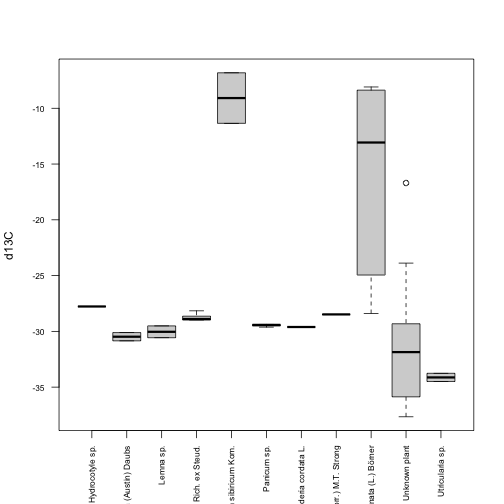 -10
-15
-20
-25
-30
-35
d13C
Hydrocotyle sp.
(Austin) Daubs
Lemna sp.
Rich. ex Steud.
sibiricum Kom.
Panicum sp.
deria cordata L.
) M.T. Strong
nata (L.) Börner
Unknown plant
Utricularia sp.